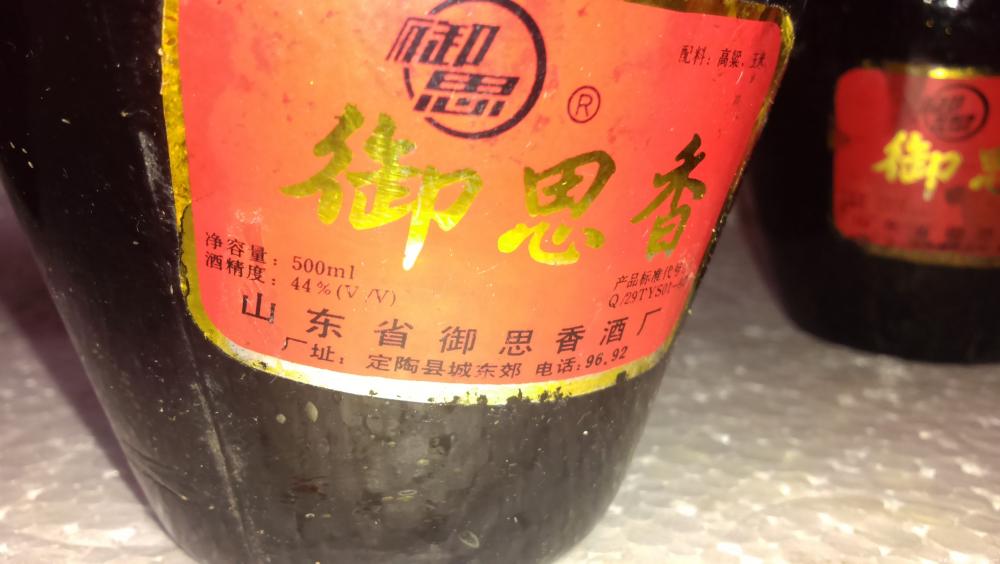 御思
®
配料：高粱、玉米
御思香
净容量：500ml
酒精度：44%(V/V)
产品标准代号
Q/29TYS01-
山东省御思香酒厂
厂址：定陶县城东郊 电话：96.92
御思
御